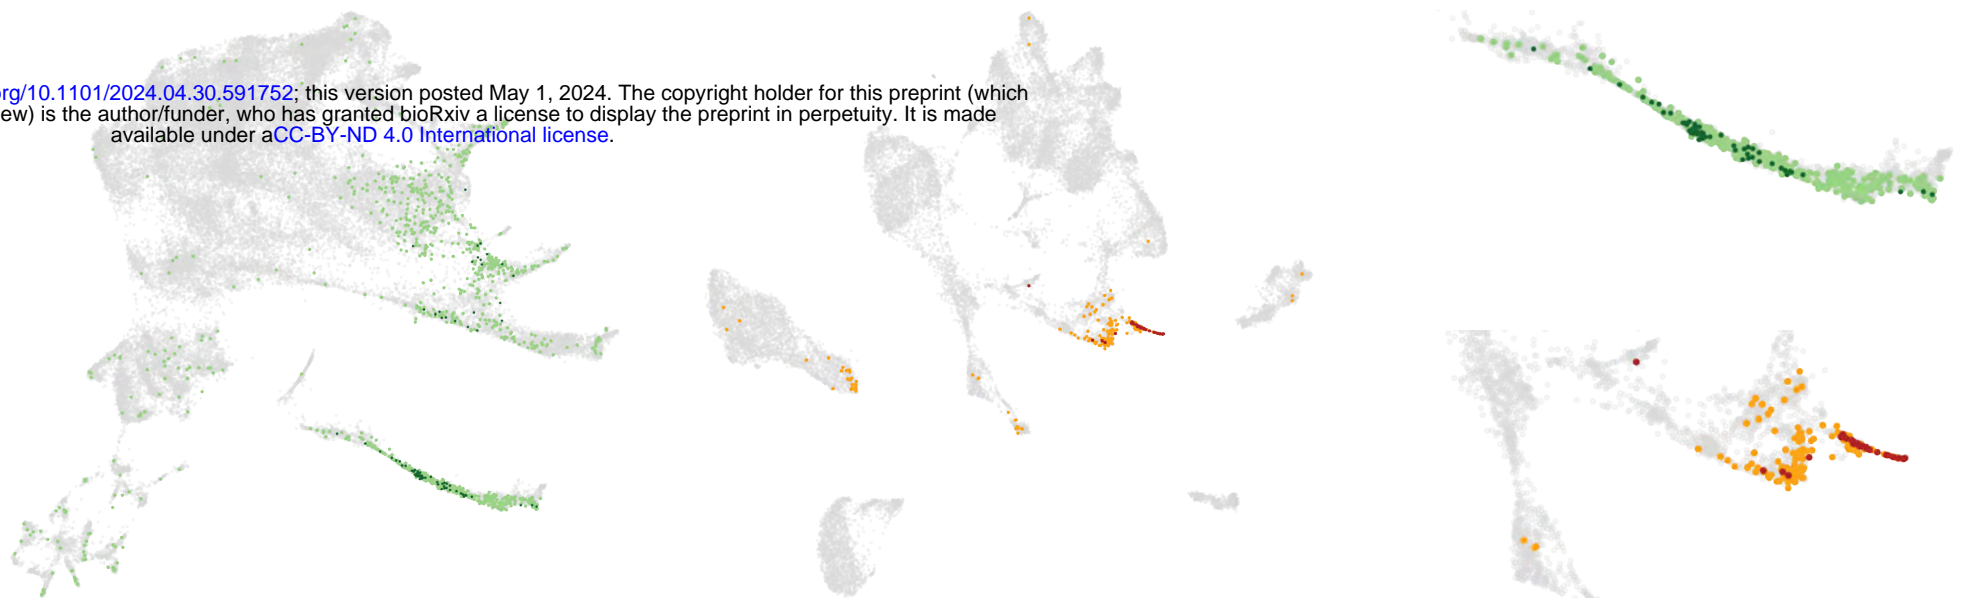 rg/10.1101/2024.04.30.591752; this version posted May 1, 2024. The copyright holder for this preprint (which
ew) is the author/funder, who has granted bioRxiv a license to display the preprint in perpetuity. It is made
available under aCC-BY-ND 4.0 International license.